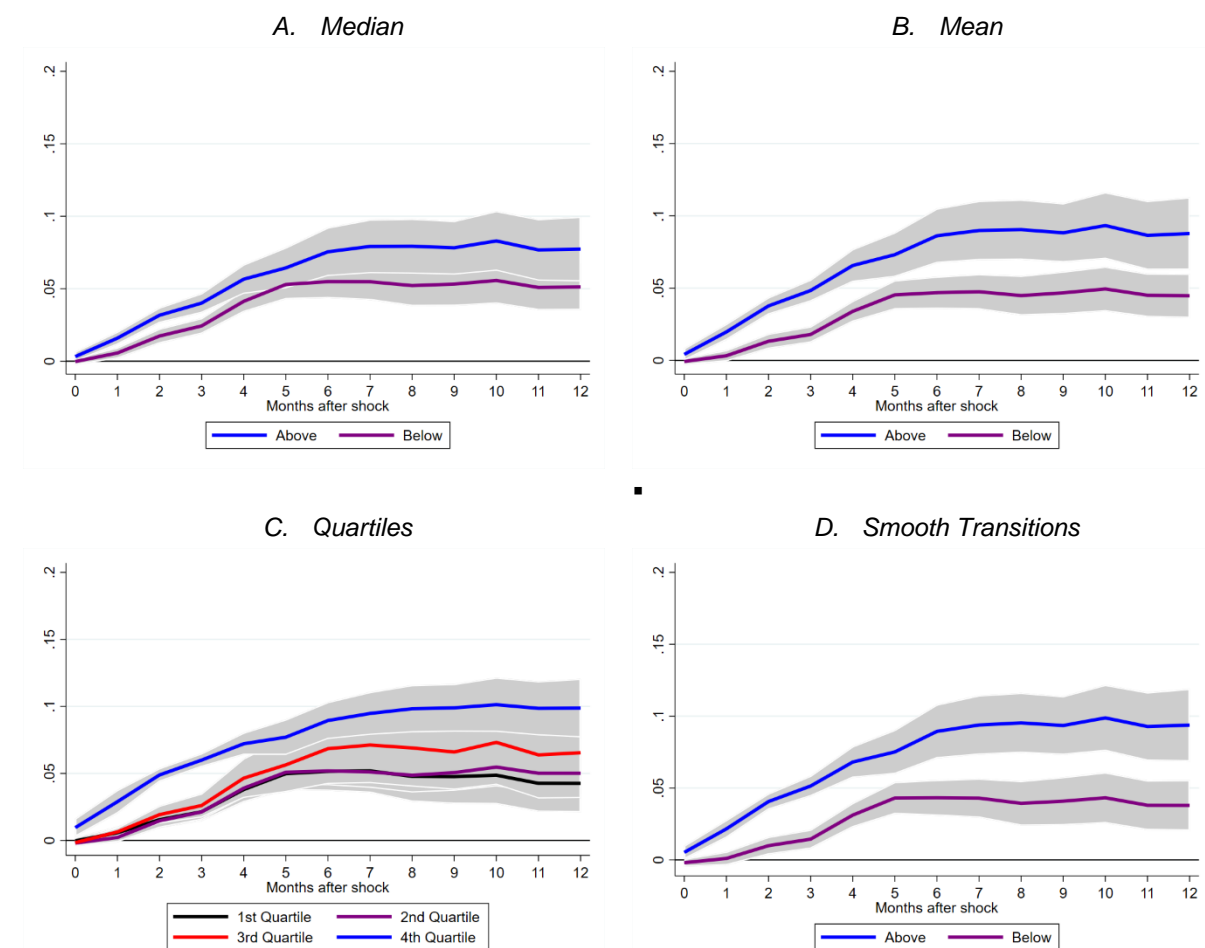 A. Median
.2
.15
.1
.05
0
0 1 2 3 4 5 6 7 8 9 10 11 12
Months after shock
Above Below
B. Mean
.2
.15
.1
.05
0
0 1 2 3 4 5 6 7 8 9 10 11 12
Months after shock
Above Below
C. Quartiles
.2
.15
.1
.05
0
0 1 2 3 4 5 6 7 8 9 10 11 12
Months after shock
1st Quartile 2nd Quartile
3rd Quartile 4th Quartile
D. Smooth Transitions
.2
.15
.1
.05
0
0 1 2 3 4 5 6 7 8 9 10 11 12
Months after shock
Above Below